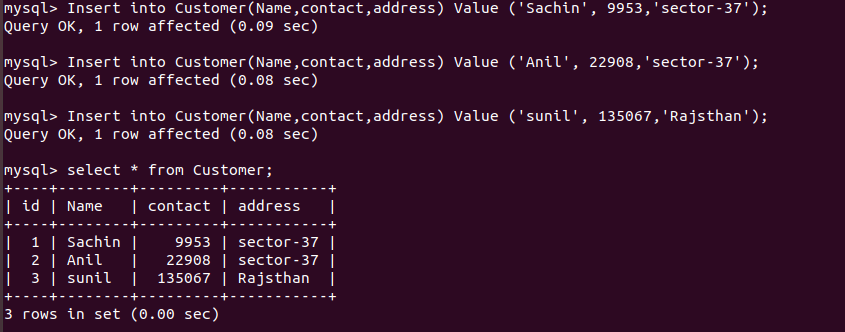 mysql> Insert into Customer(Name,contact,address) Value ('Sachin', 9953,'sector-37');
Query OK, 1 row affected (0.09 sec)
mysql> Insert into Customer(Name,contact,address) Value ('Anil', 22908,'sector-37');
Query OK, 1 row affected (0.08 sec)
mysql> Insert into Customer(Name,contact,address) Value ('sunil', 135067,'Rajsthan');
Query OK, 1 row affected (0.08 sec)
mysql> select * from Customer;
+----+--------+---------+-----------+
| id | Name   | contact | address   |
+----+--------+---------+-----------+
|  1 | Sachin |    9953 | sector-37 |
|  2 | Anil   |   22908 | sector-37 |
|  3 | sunil  |  135067 | Rajsthan  |
+----+--------+---------+-----------+
3 rows in set (0.00 sec)